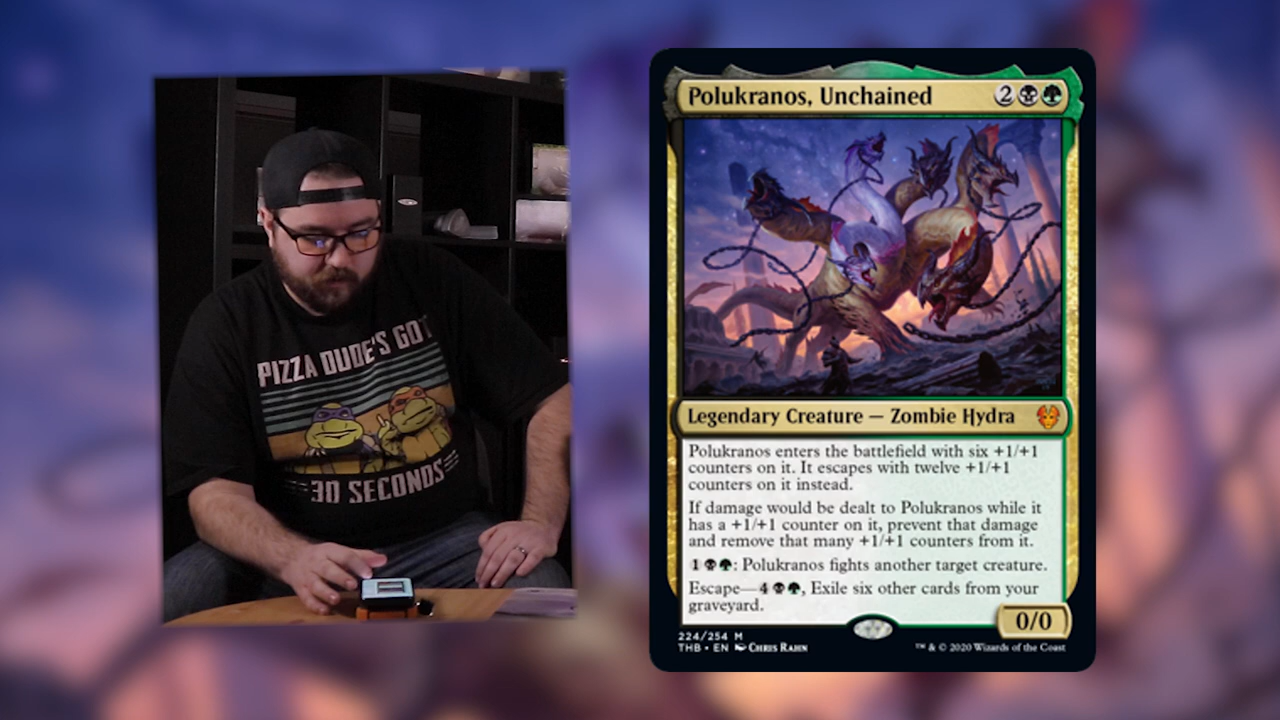 PIZZA DUDE'S GOT
30 SECONDS
Polukranos, Unchained
2
Legendary Creature — Zombie Hydra
Polukranos enters the battlefield with six +1/+1
counters on it. It escapes with twelve +1/+1
counters on it instead.
If damage would be dealt to Polukranos while it
has a +1/+1 counter on it, prevent that damage
and remove that many +1/+1 counters from it.
1: Polukranos fights another target creature.
Escape—4, Exile six other cards from your
graveyard.
0/0
224/254 M
THB • EN Chris Rahn
™ & © 2020 Wizards of the Coast